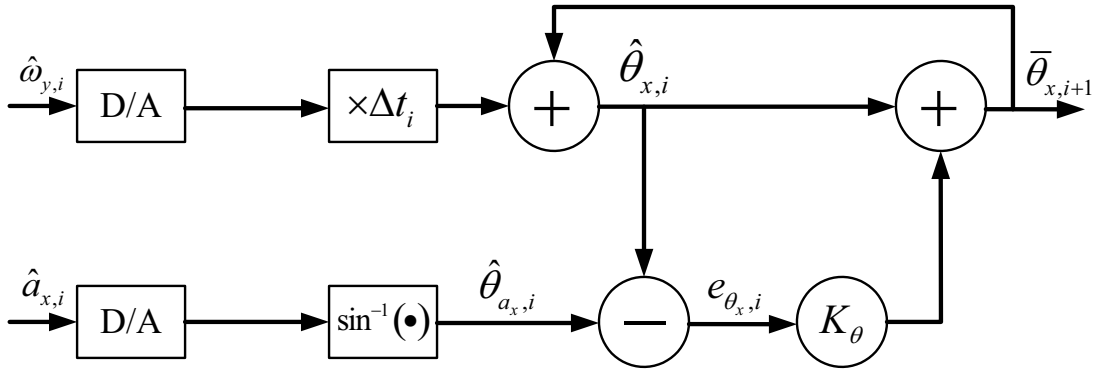 ω̂_{y,i}
D/A
×Δt_i
+
θ̂_{x,i}
+
θ̅_{x,i+1}
â_{x,i}
D/A
sin⁻¹(•)
θ̂_{a_x,i}
−
e_{θ_x,i}
K_θ